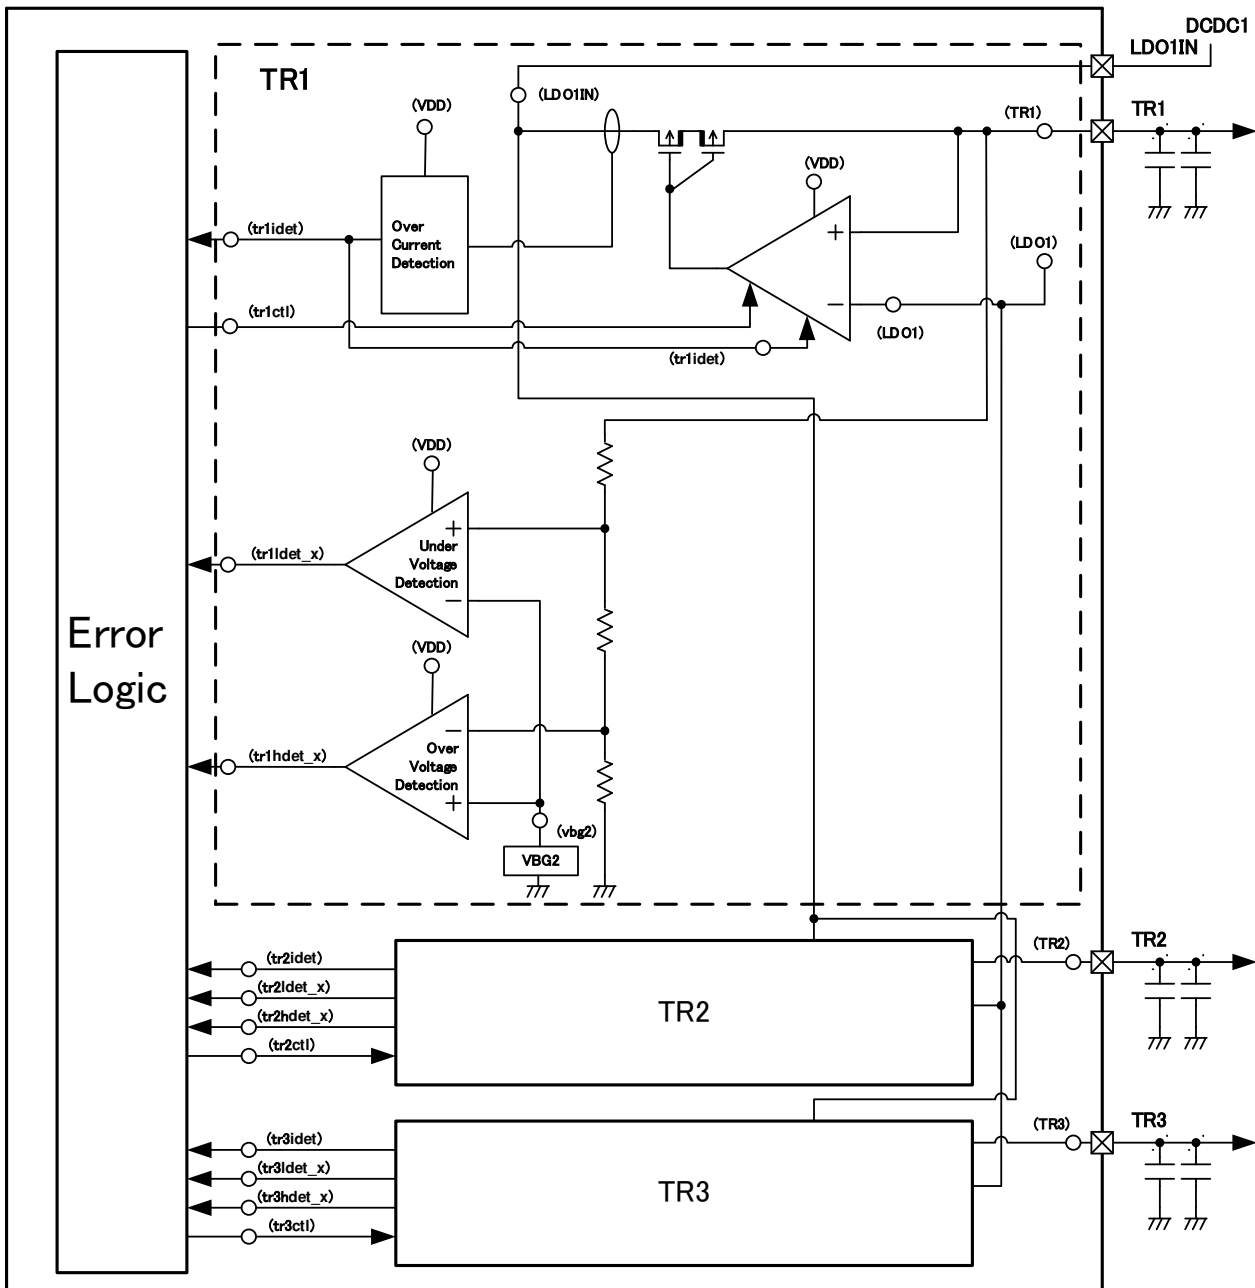 DCDC1
LDO1IN
TR1
(VDD)
(LDO1IN)
(TR1)
TR1
(VDD)
Over
Current
Detection
(tr1idet)
+
(LDO1)
(tr1ctl)
−
(LDO1)
(tr1idet)
(VDD)
+
Under
Voltage
Detection
−
(tr1ldet_x)
Error
Logic
(VDD)
−
Over
Voltage
Detection
+
(tr1hdet_x)
(vbg2)
VBG2
(tr2idet)
(tr2ldet_x)
(tr2hdet_x)
(tr2ctl)
TR2
(TR2)
TR2
(tr3idet)
(tr3ldet_x)
(tr3hdet_x)
(tr3ctl)
TR3
(TR3)
TR3